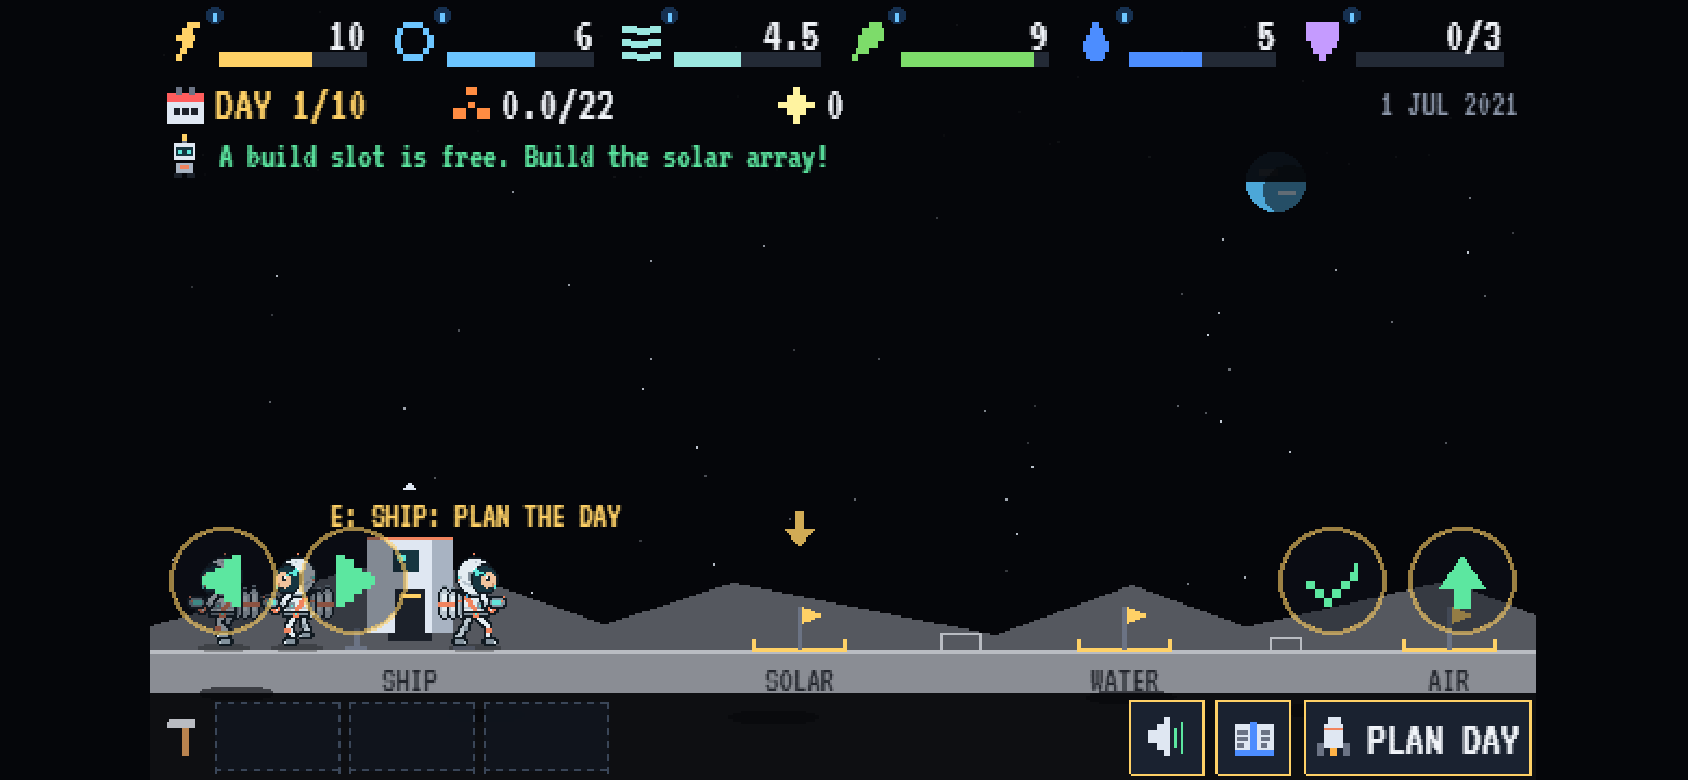 10 6 4.5 9 5 0/3
DAY 1/10 0.0/22 0 1 JUL 2021
A build slot is free. Build the solar array!
E: SHIP: PLAN THE DAY
SHIP SOLAR WATER AIR
PLAN DAY